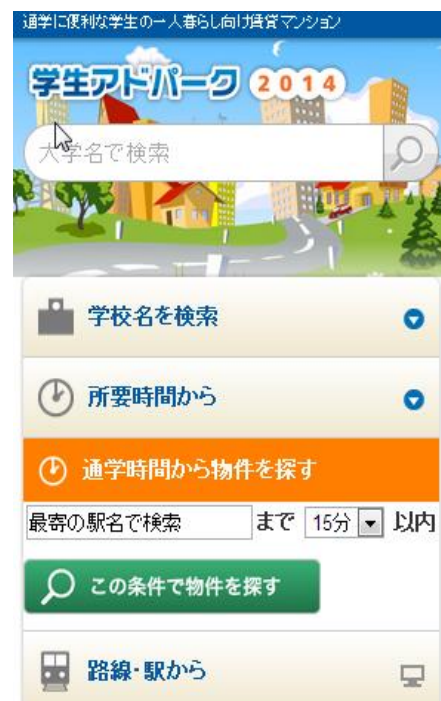 通学に便利な学生の一人暮らし向け賃貸マンション
学生アドパーク 2014
大学名で検索
学校名を検索
所要時間から
通学時間から物件を探す
最寄の駅名で検索 まで 15分 以内
この条件で物件を探す
路線・駅から